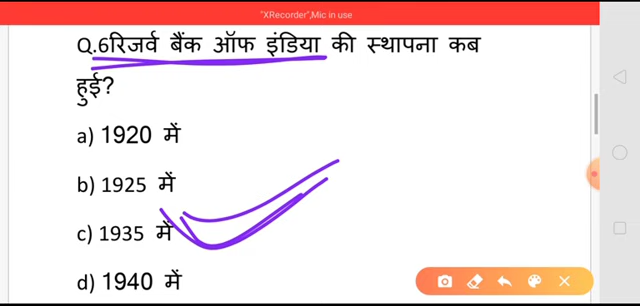 "XRecorder",Mic in use
Q.6रिजर्व बैंक ऑफ इंडिया की स्थापना कब
हुई?
a) 1920 में
b) 1925 में
c) 1935 में
d) 1940 में